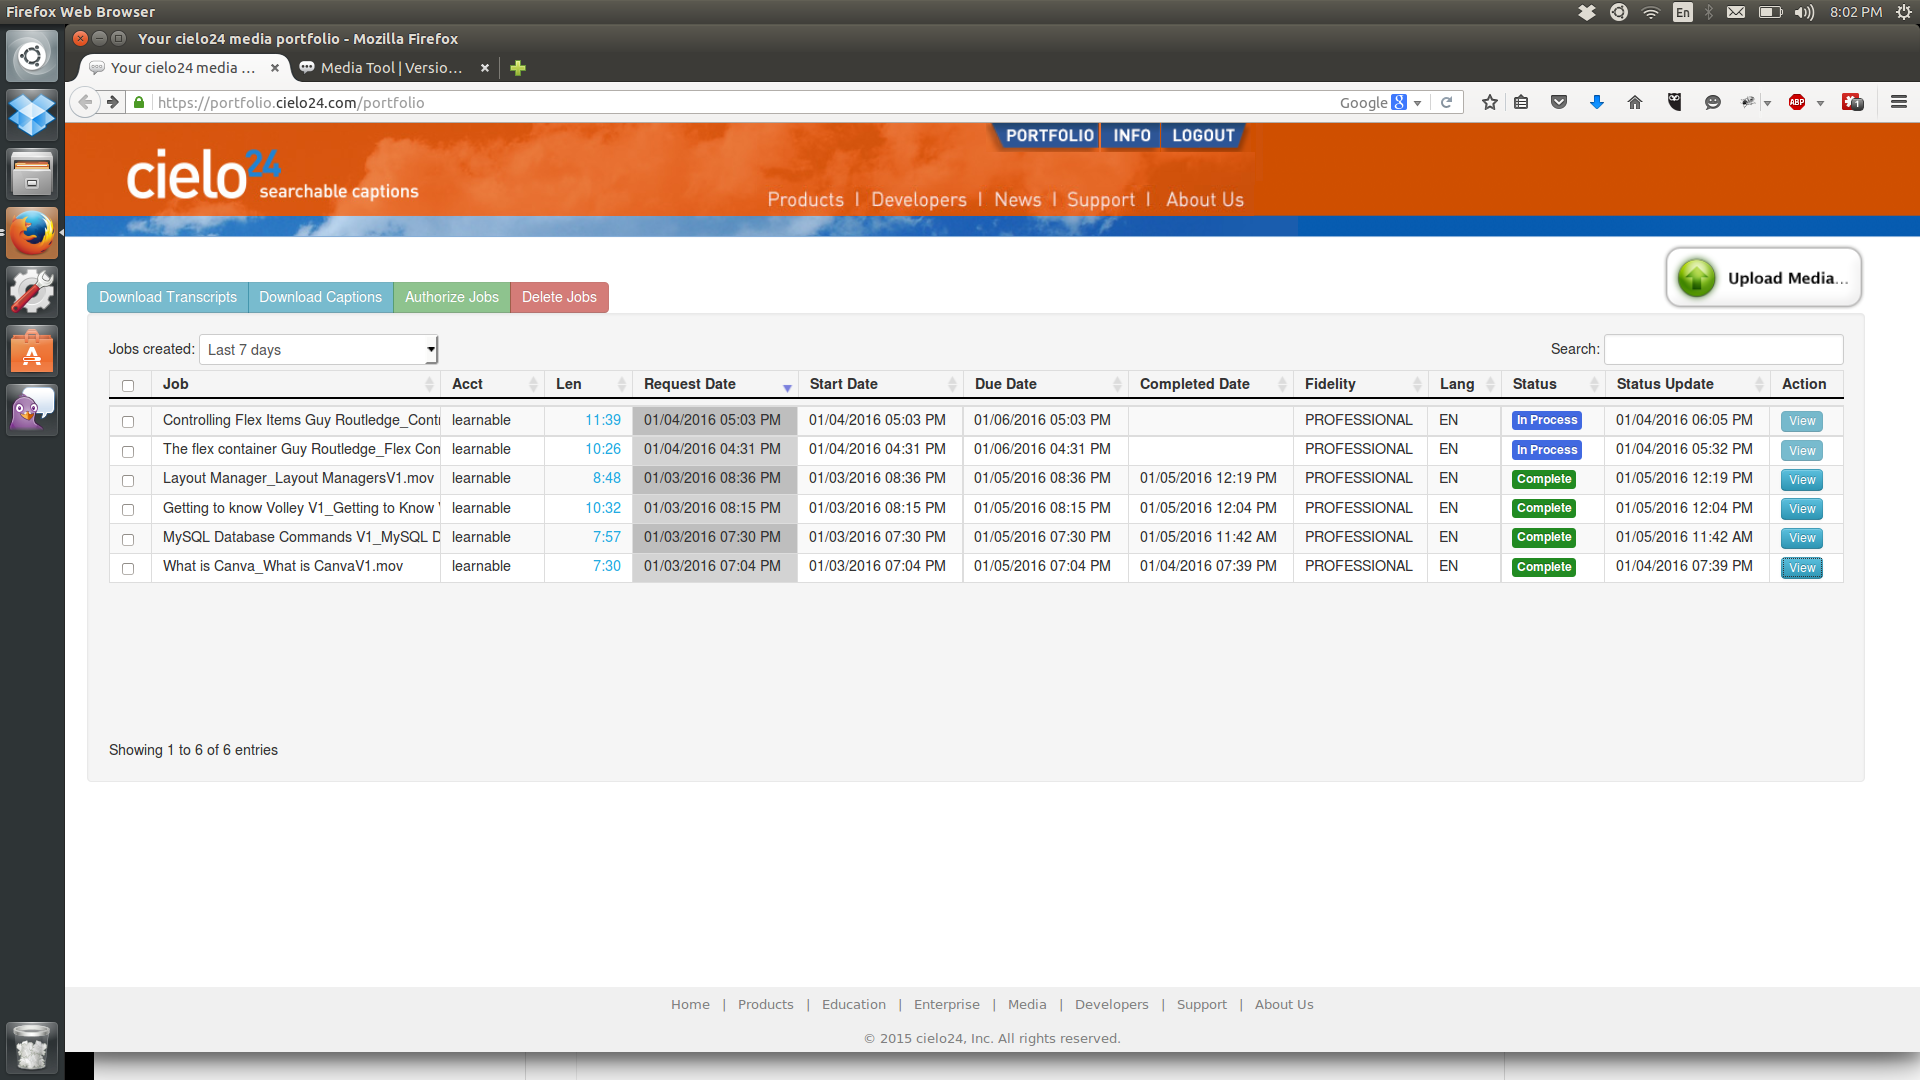 Firefox Web Browser
En
8:02 PM
Your cielo24 media portfolio - Mozilla Firefox
Your cielo24 media ...
Media Tool | Versio...
https://portfolio.cielo24.com/portfolio
Google
8
ABP
1
PORTFOLIO INFO LOGOUT
cielo24 searchable captions
Products | Developers | News | Support | About Us
Upload Media...
Download Transcripts Download Captions Authorize Jobs Delete Jobs
Jobs created: Last 7 days Search:
Job Acct Len Request Date Start Date Due Date Completed Date Fidelity Lang Status Status Update Action
Controlling Flex Items Guy Routledge_Contr learnable 11:39 01/04/2016 05:03 PM 01/04/2016 05:03 PM 01/06/2016 05:03 PM PROFESSIONAL EN In Process 01/04/2016 06:05 PM View
The flex container Guy Routledge_Flex Con learnable 10:26 01/04/2016 04:31 PM 01/04/2016 04:31 PM 01/06/2016 04:31 PM PROFESSIONAL EN In Process 01/04/2016 05:32 PM View
Layout Manager_Layout ManagersV1.mov learnable 8:48 01/03/2016 08:36 PM 01/03/2016 08:36 PM 01/05/2016 08:36 PM 01/05/2016 12:19 PM PROFESSIONAL EN Complete 01/05/2016 12:19 PM View
Getting to know Volley V1_Getting to Know learnable 10:32 01/03/2016 08:15 PM 01/03/2016 08:15 PM 01/05/2016 08:15 PM 01/05/2016 12:04 PM PROFESSIONAL EN Complete 01/05/2016 12:04 PM View
MySQL Database Commands V1_MySQL D learnable 7:57 01/03/2016 07:30 PM 01/03/2016 07:30 PM 01/05/2016 07:30 PM 01/05/2016 11:42 AM PROFESSIONAL EN Complete 01/05/2016 11:42 AM View
What is Canva_What is CanvaV1.mov learnable 7:30 01/03/2016 07:04 PM 01/03/2016 07:04 PM 01/05/2016 07:04 PM 01/04/2016 07:39 PM PROFESSIONAL EN Complete 01/04/2016 07:39 PM View
Showing 1 to 6 of 6 entries
Home | Products | Education | Enterprise | Media | Developers | Support | About Us
© 2015 cielo24, Inc. All rights reserved.